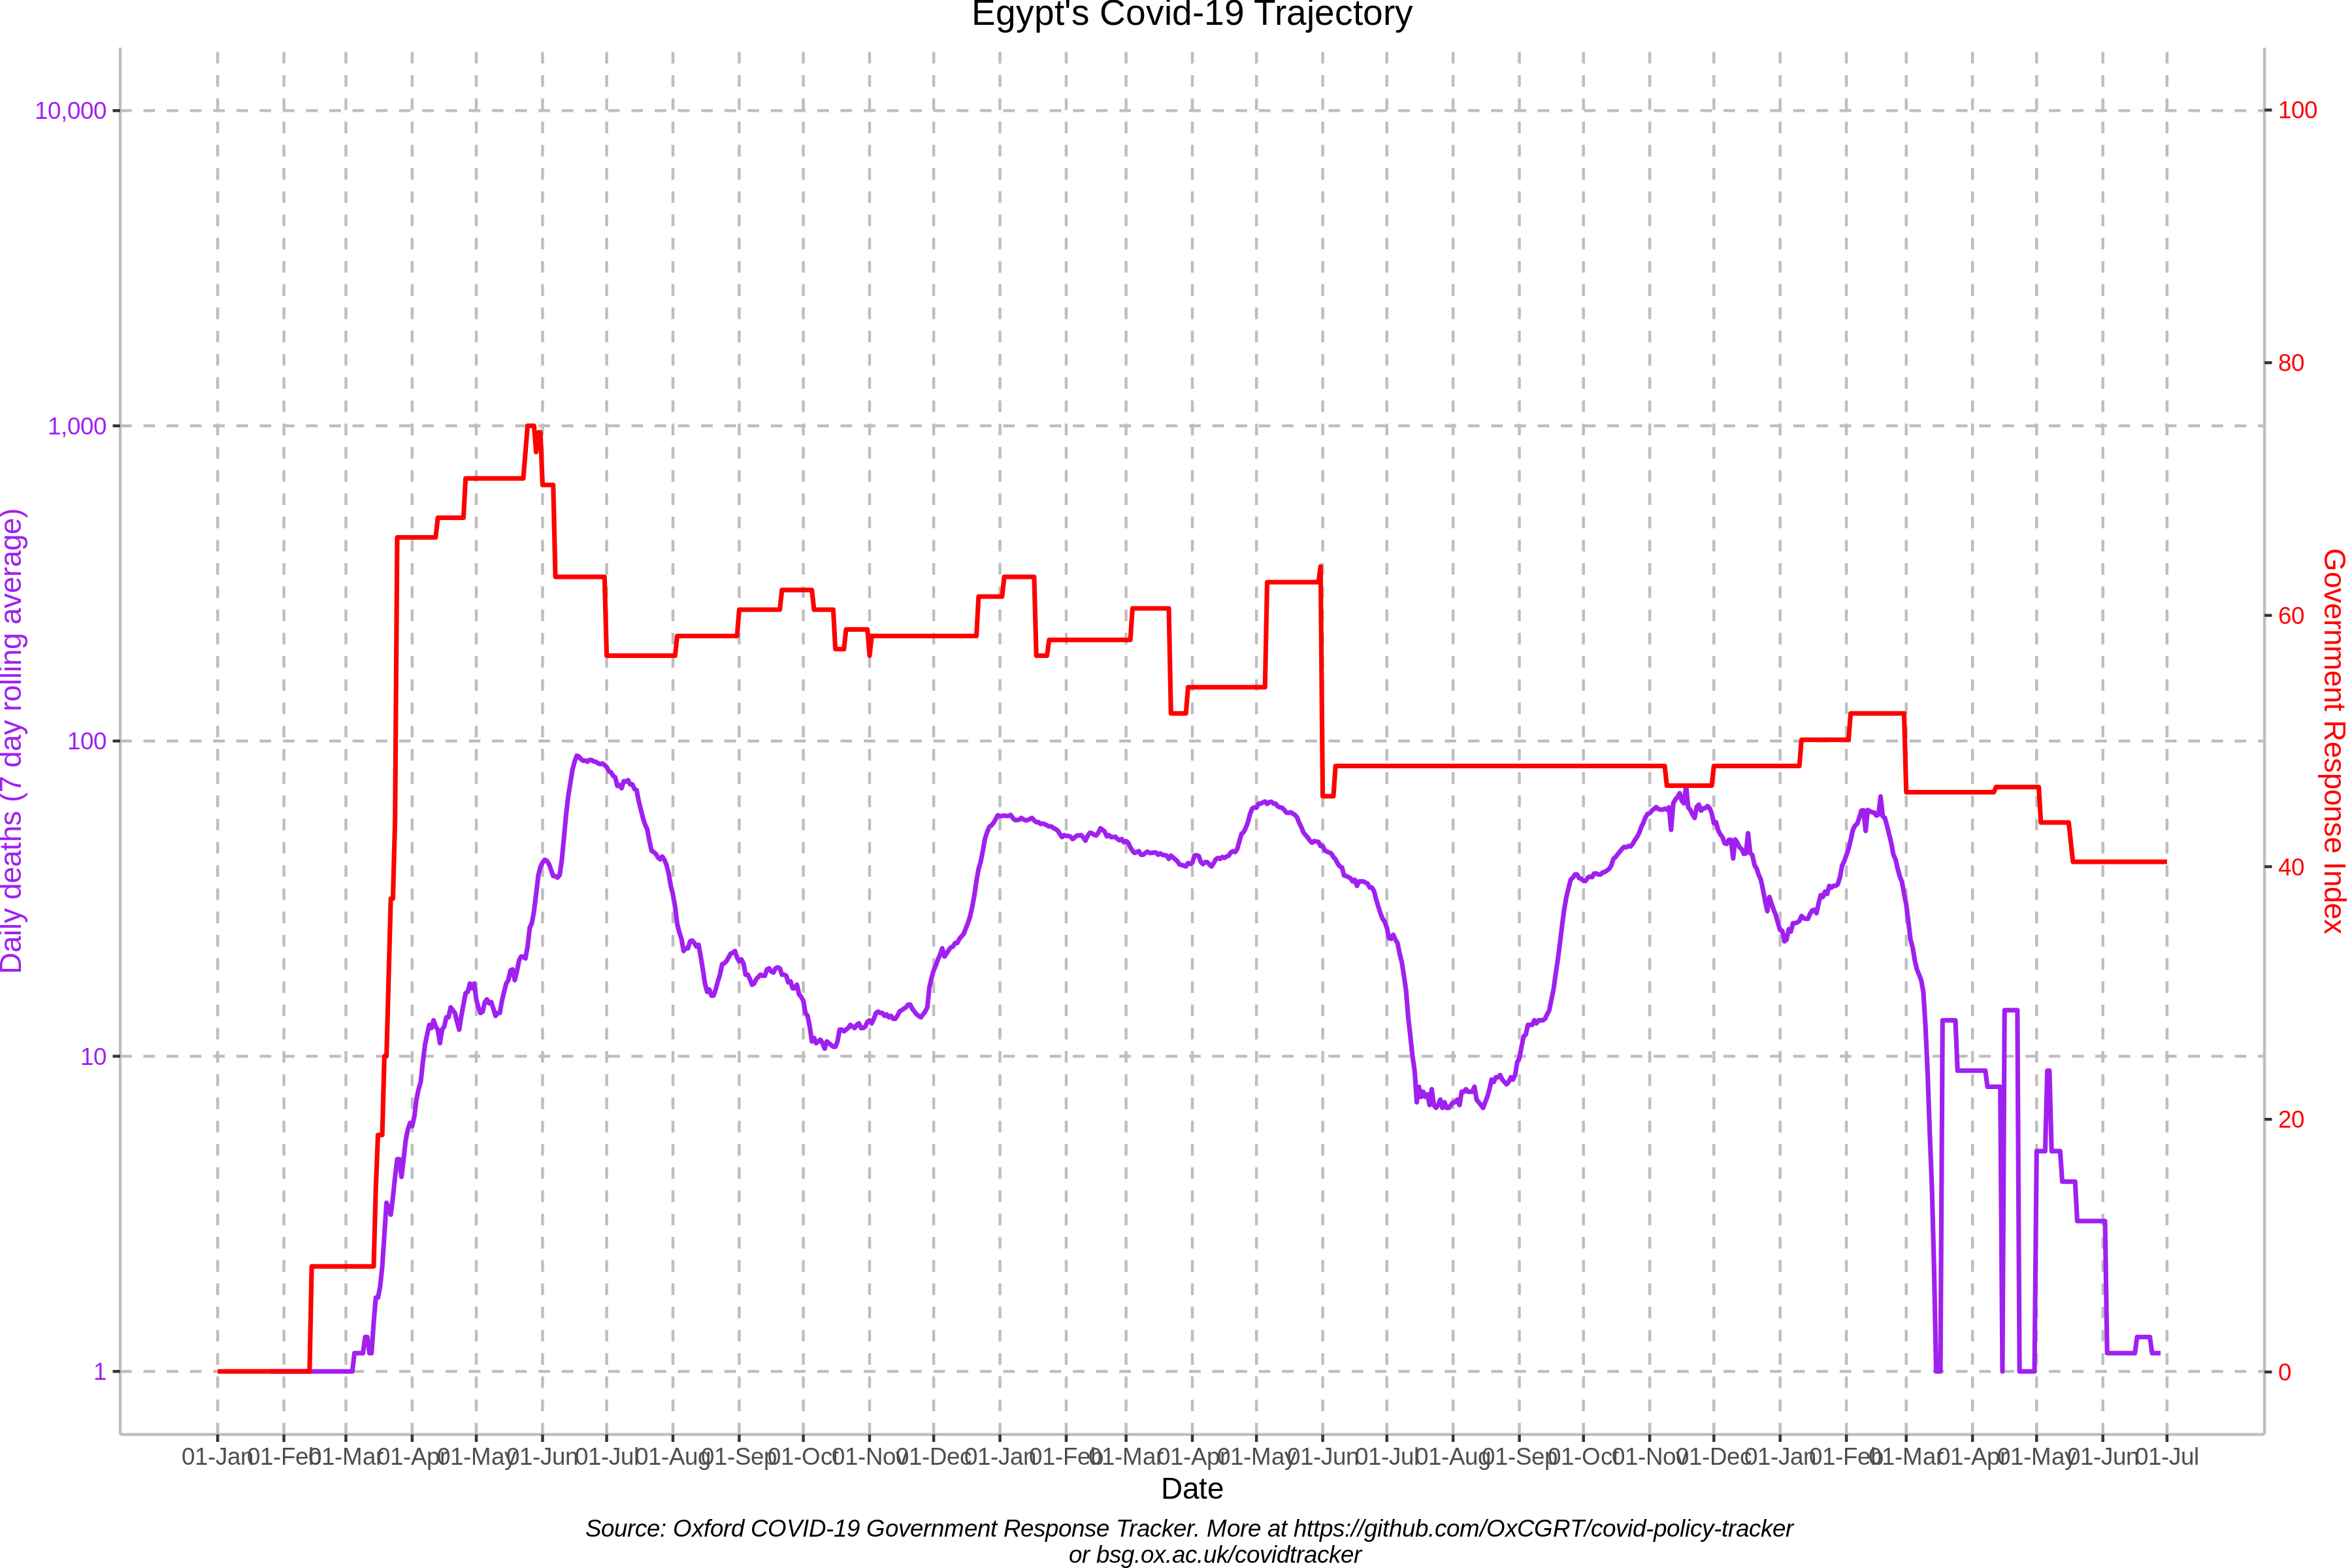 Egypt's Covid-19 Trajectory
10,000
1,000
100
10
1
Daily deaths (7 day rolling average)
100
80
60
40
20
0
Government Response Index
01-Jan 01-Feb 01-Mar 01-Apr 01-May 01-Jun 01-Jul 01-Aug 01-Sep 01-Oct 01-Nov 01-Dec 01-Jan 01-Feb 01-Mar 01-Apr 01-May 01-Jun 01-Jul 01-Aug 01-Sep 01-Oct 01-Nov 01-Dec 01-Jan 01-Feb 01-Mar 01-Apr 01-May 01-Jun 01-Jul
Date
Source: Oxford COVID-19 Government Response Tracker. More at https://github.com/OxCGRT/covid-policy-tracker
or bsg.ox.ac.uk/covidtracker